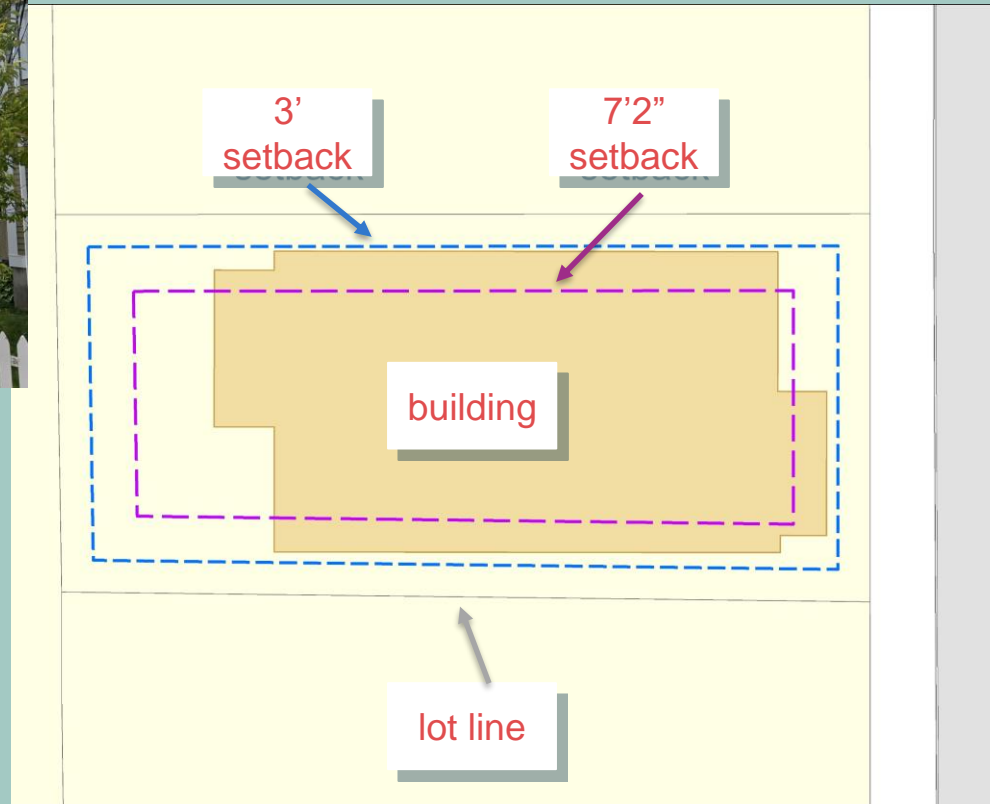 3’
setback
7’2”
setback
building
lot line